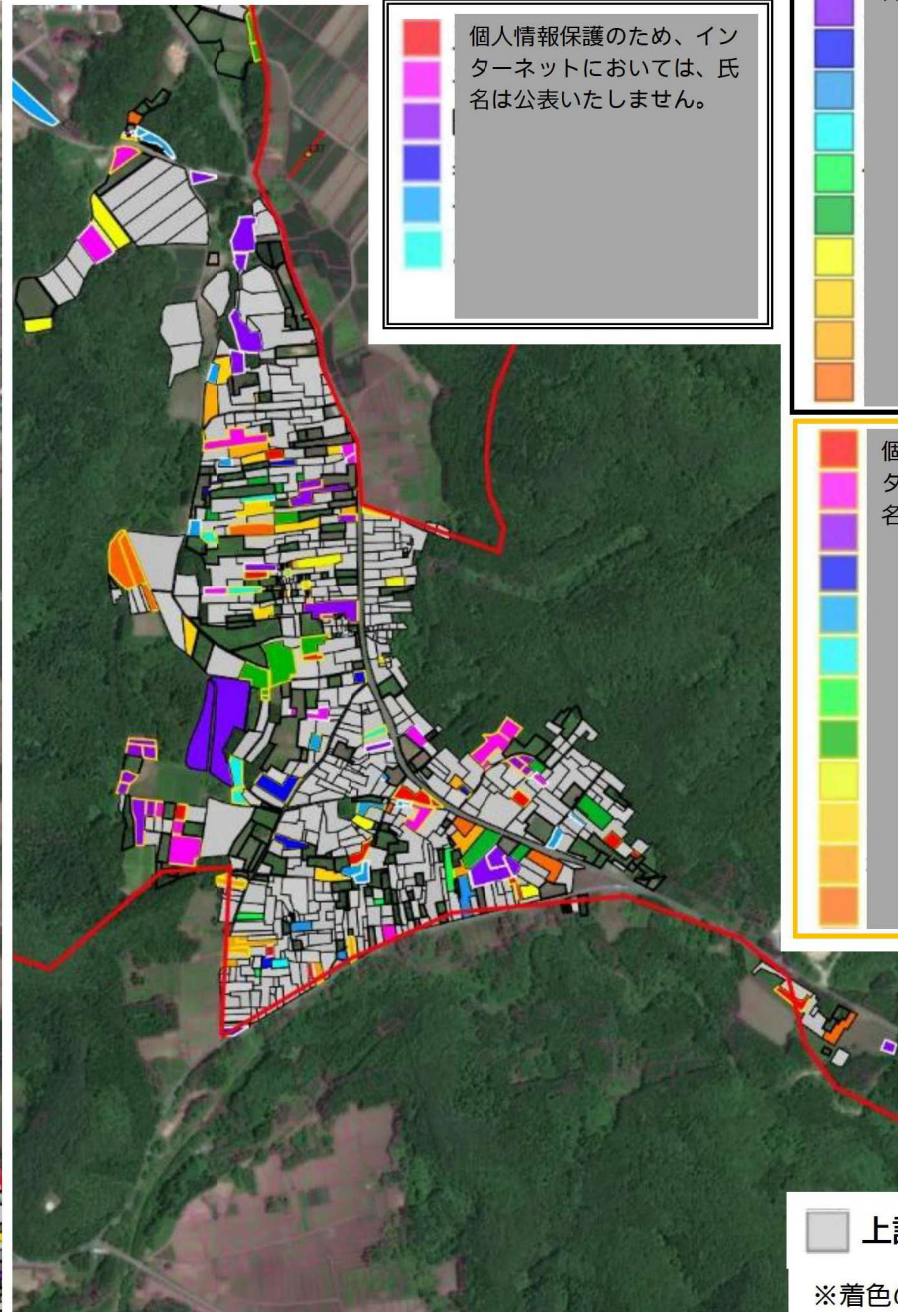 個人情報保護のため、イン
ターネットにおいては、氏
名は公表いたしません。
個
タ
名
上記
※着色の